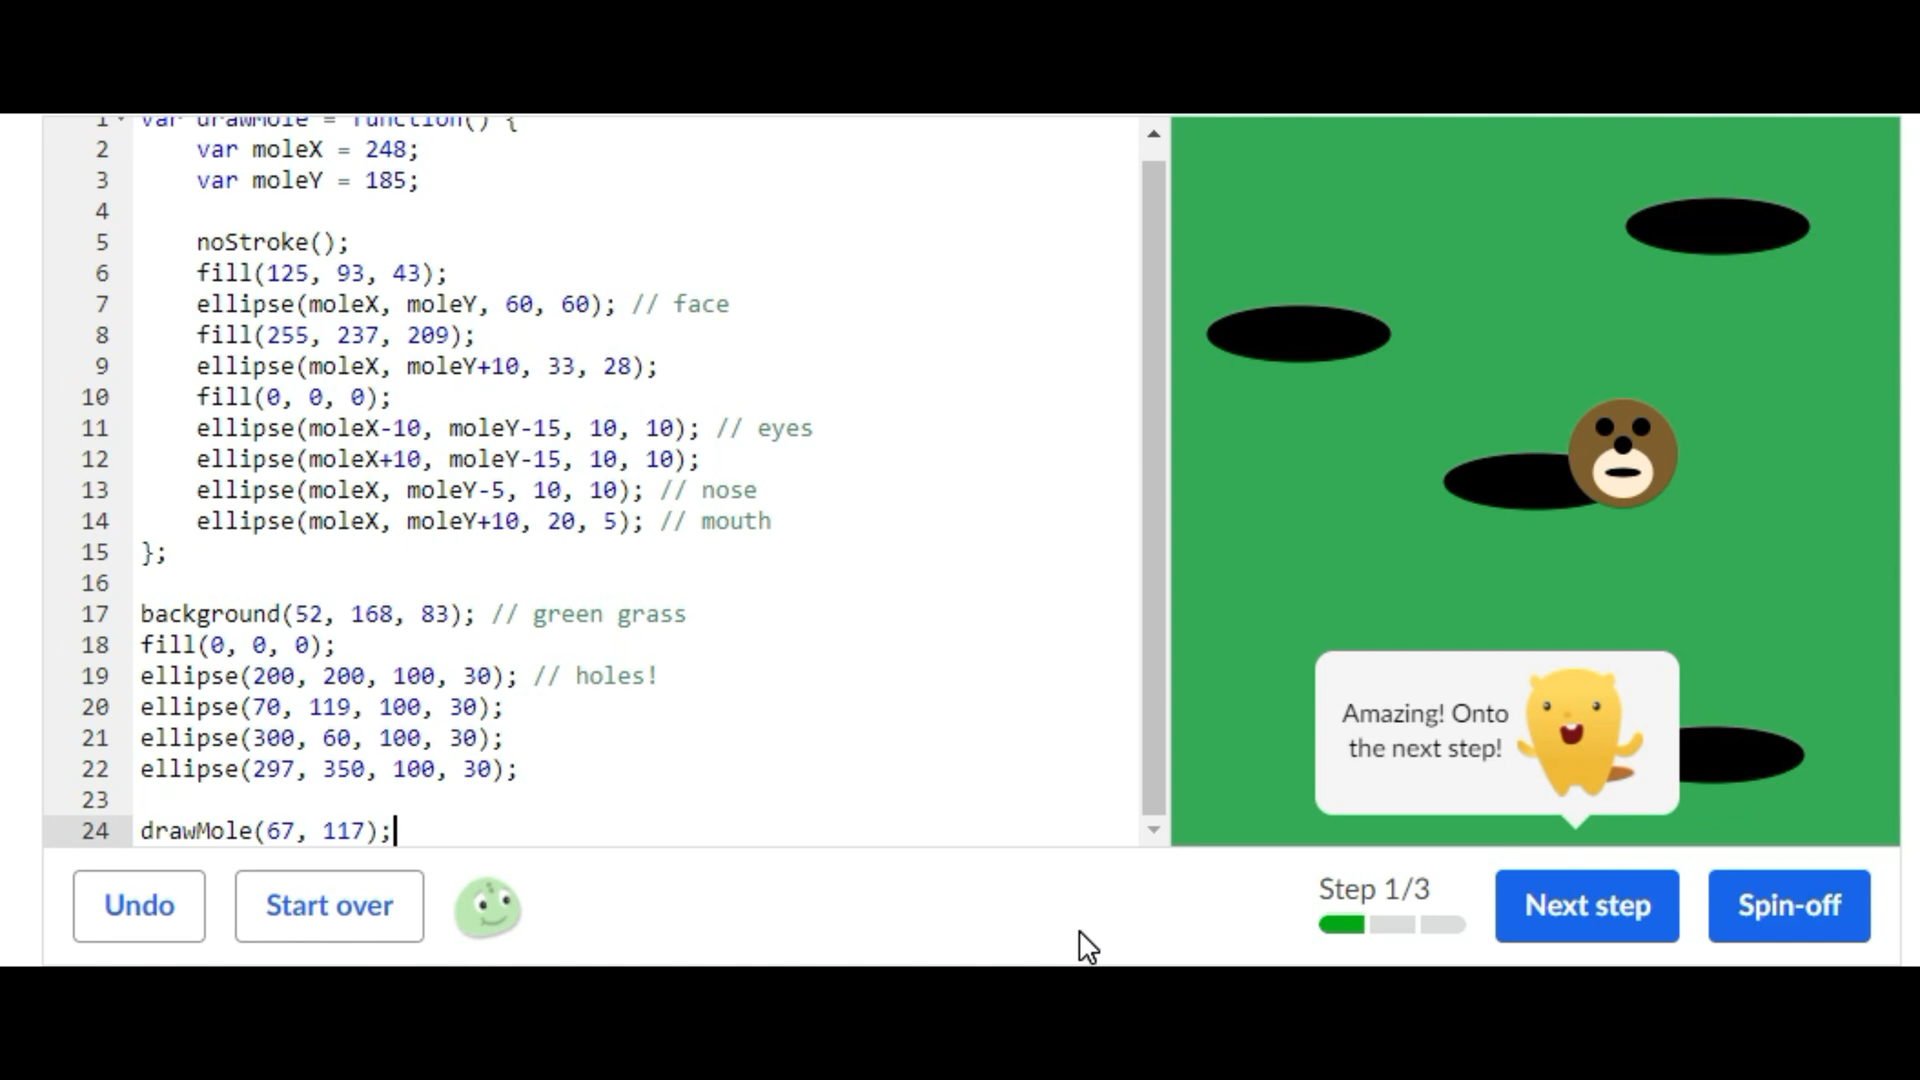 1 var drawMole = function() {
2 var moleX = 248;
3 var moleY = 185;
4
5 noStroke();
6 fill(125, 93, 43);
7 ellipse(moleX, moleY, 60, 60); // face
8 fill(255, 237, 209);
9 ellipse(moleX, moleY+10, 33, 28);
10 fill(0, 0, 0);
11 ellipse(moleX-10, moleY-15, 10, 10); // eyes
12 ellipse(moleX+10, moleY-15, 10, 10);
13 ellipse(moleX, moleY-5, 10, 10); // nose
14 ellipse(moleX, moleY+10, 20, 5); // mouth
15 };
16
17 background(52, 168, 83); // green grass
18 fill(0, 0, 0);
19 ellipse(200, 200, 100, 30); // holes!
20 ellipse(70, 119, 100, 30);
21 ellipse(300, 60, 100, 30);
22 ellipse(297, 350, 100, 30);
23
24 drawMole(67, 117);
Amazing! Onto
the next step!
Undo
Start over
Step 1/3
Next step
Spin-off